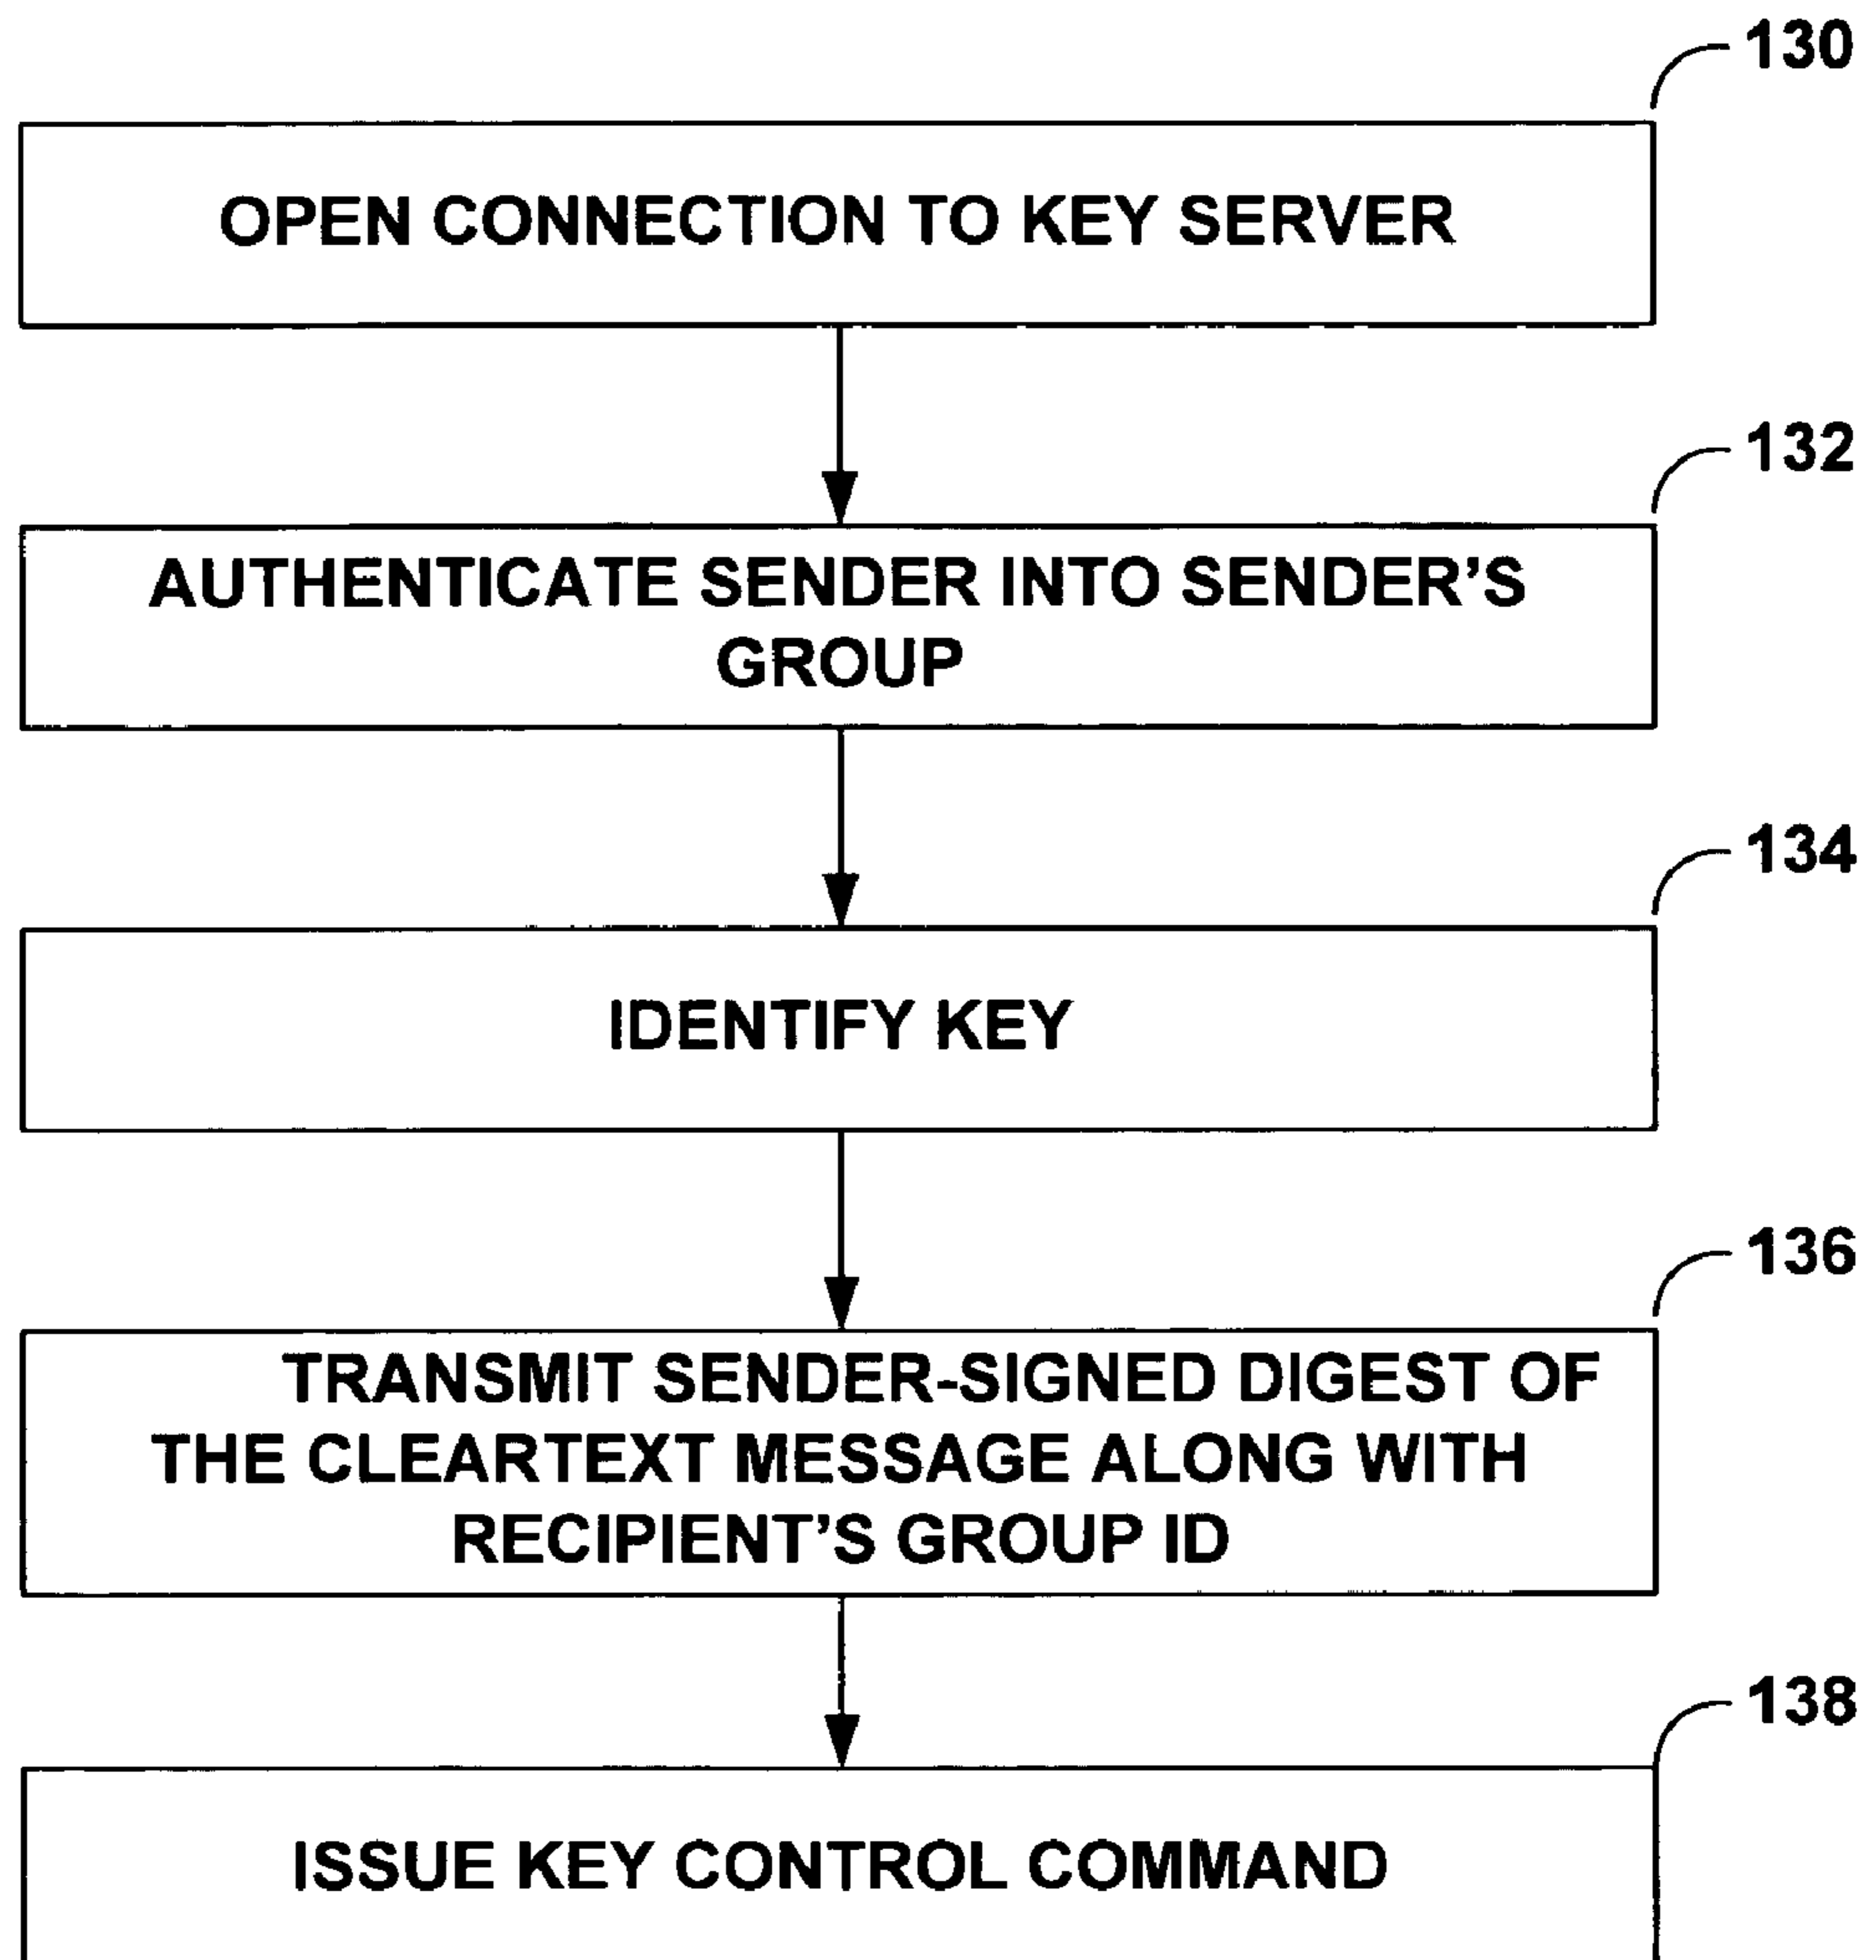 130
OPEN CONNECTION TO KEY SERVER
132
AUTHENTICATE SENDER INTO SENDER'S
GROUP
134
IDENTIFY KEY
136
TRANSMIT SENDER-SIGNED DIGEST OF
THE CLEARTEXT MESSAGE ALONG WITH
RECIPIENT'S GROUP ID
138
ISSUE KEY CONTROL COMMAND